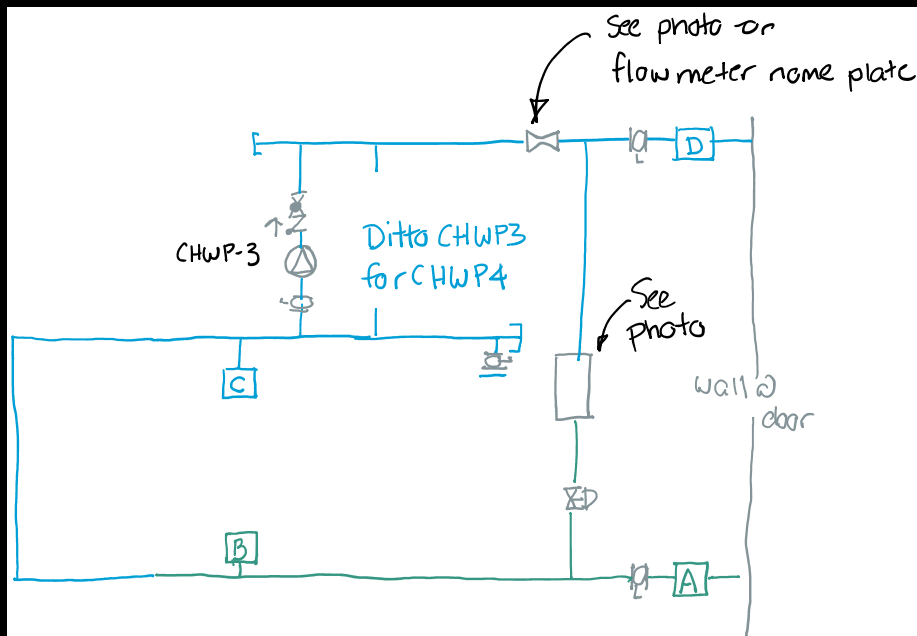 See photo or
flow meter name plate
D
CHWP-3
Ditto CHWP3
for CHWP4
See
photo
C
wall @
door
B
A